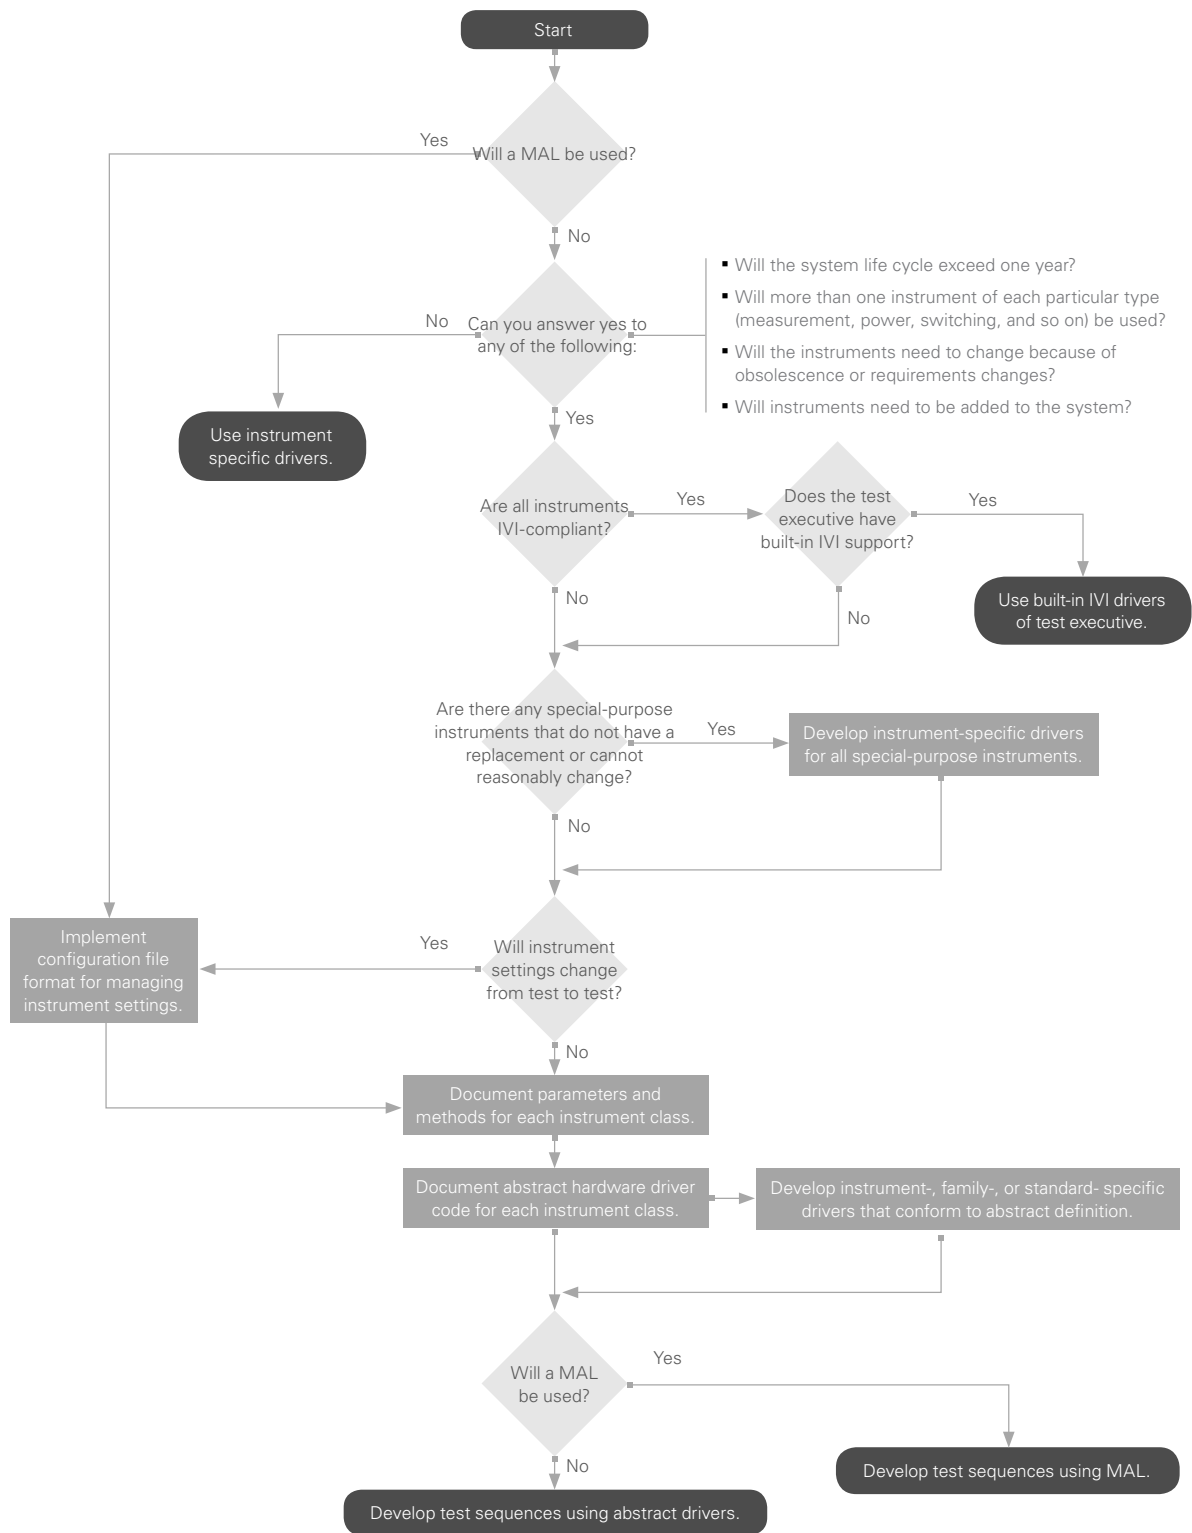 Start
Yes
Will a MAL be used?
No
▪ Will the system life cycle exceed one year?
▪ Will more than one instrument of each particular type
(measurement, power, switching, and so on) be used?
▪ Will the instruments need to change because of
obsolescence or requirements changes?
▪ Will instruments need to be added to the system?
No
Can you answer yes to
any of the following:
Yes
Use instrument
specific drivers.
Are all instruments
IVI-compliant?
Yes
Does the test
executive have
built-in IVI support?
Yes
Use built-in IVI drivers
of test executive.
No
No
Are there any special-purpose
instruments that do not have a
replacement or cannot
reasonably change?
Yes
Develop instrument-specific drivers
for all special-purpose instruments.
No
Implement
configuration file
format for managing
instrument settings.
Yes
Will instrument
settings change
from test to test?
No
Document parameters and
methods for each instrument class.
Document abstract hardware driver
code for each instrument class.
Develop instrument-, family-, or standard- specific
drivers that conform to abstract definition.
Will a MAL
be used?
Yes
No
Develop test sequences using MAL.
Develop test sequences using abstract drivers.